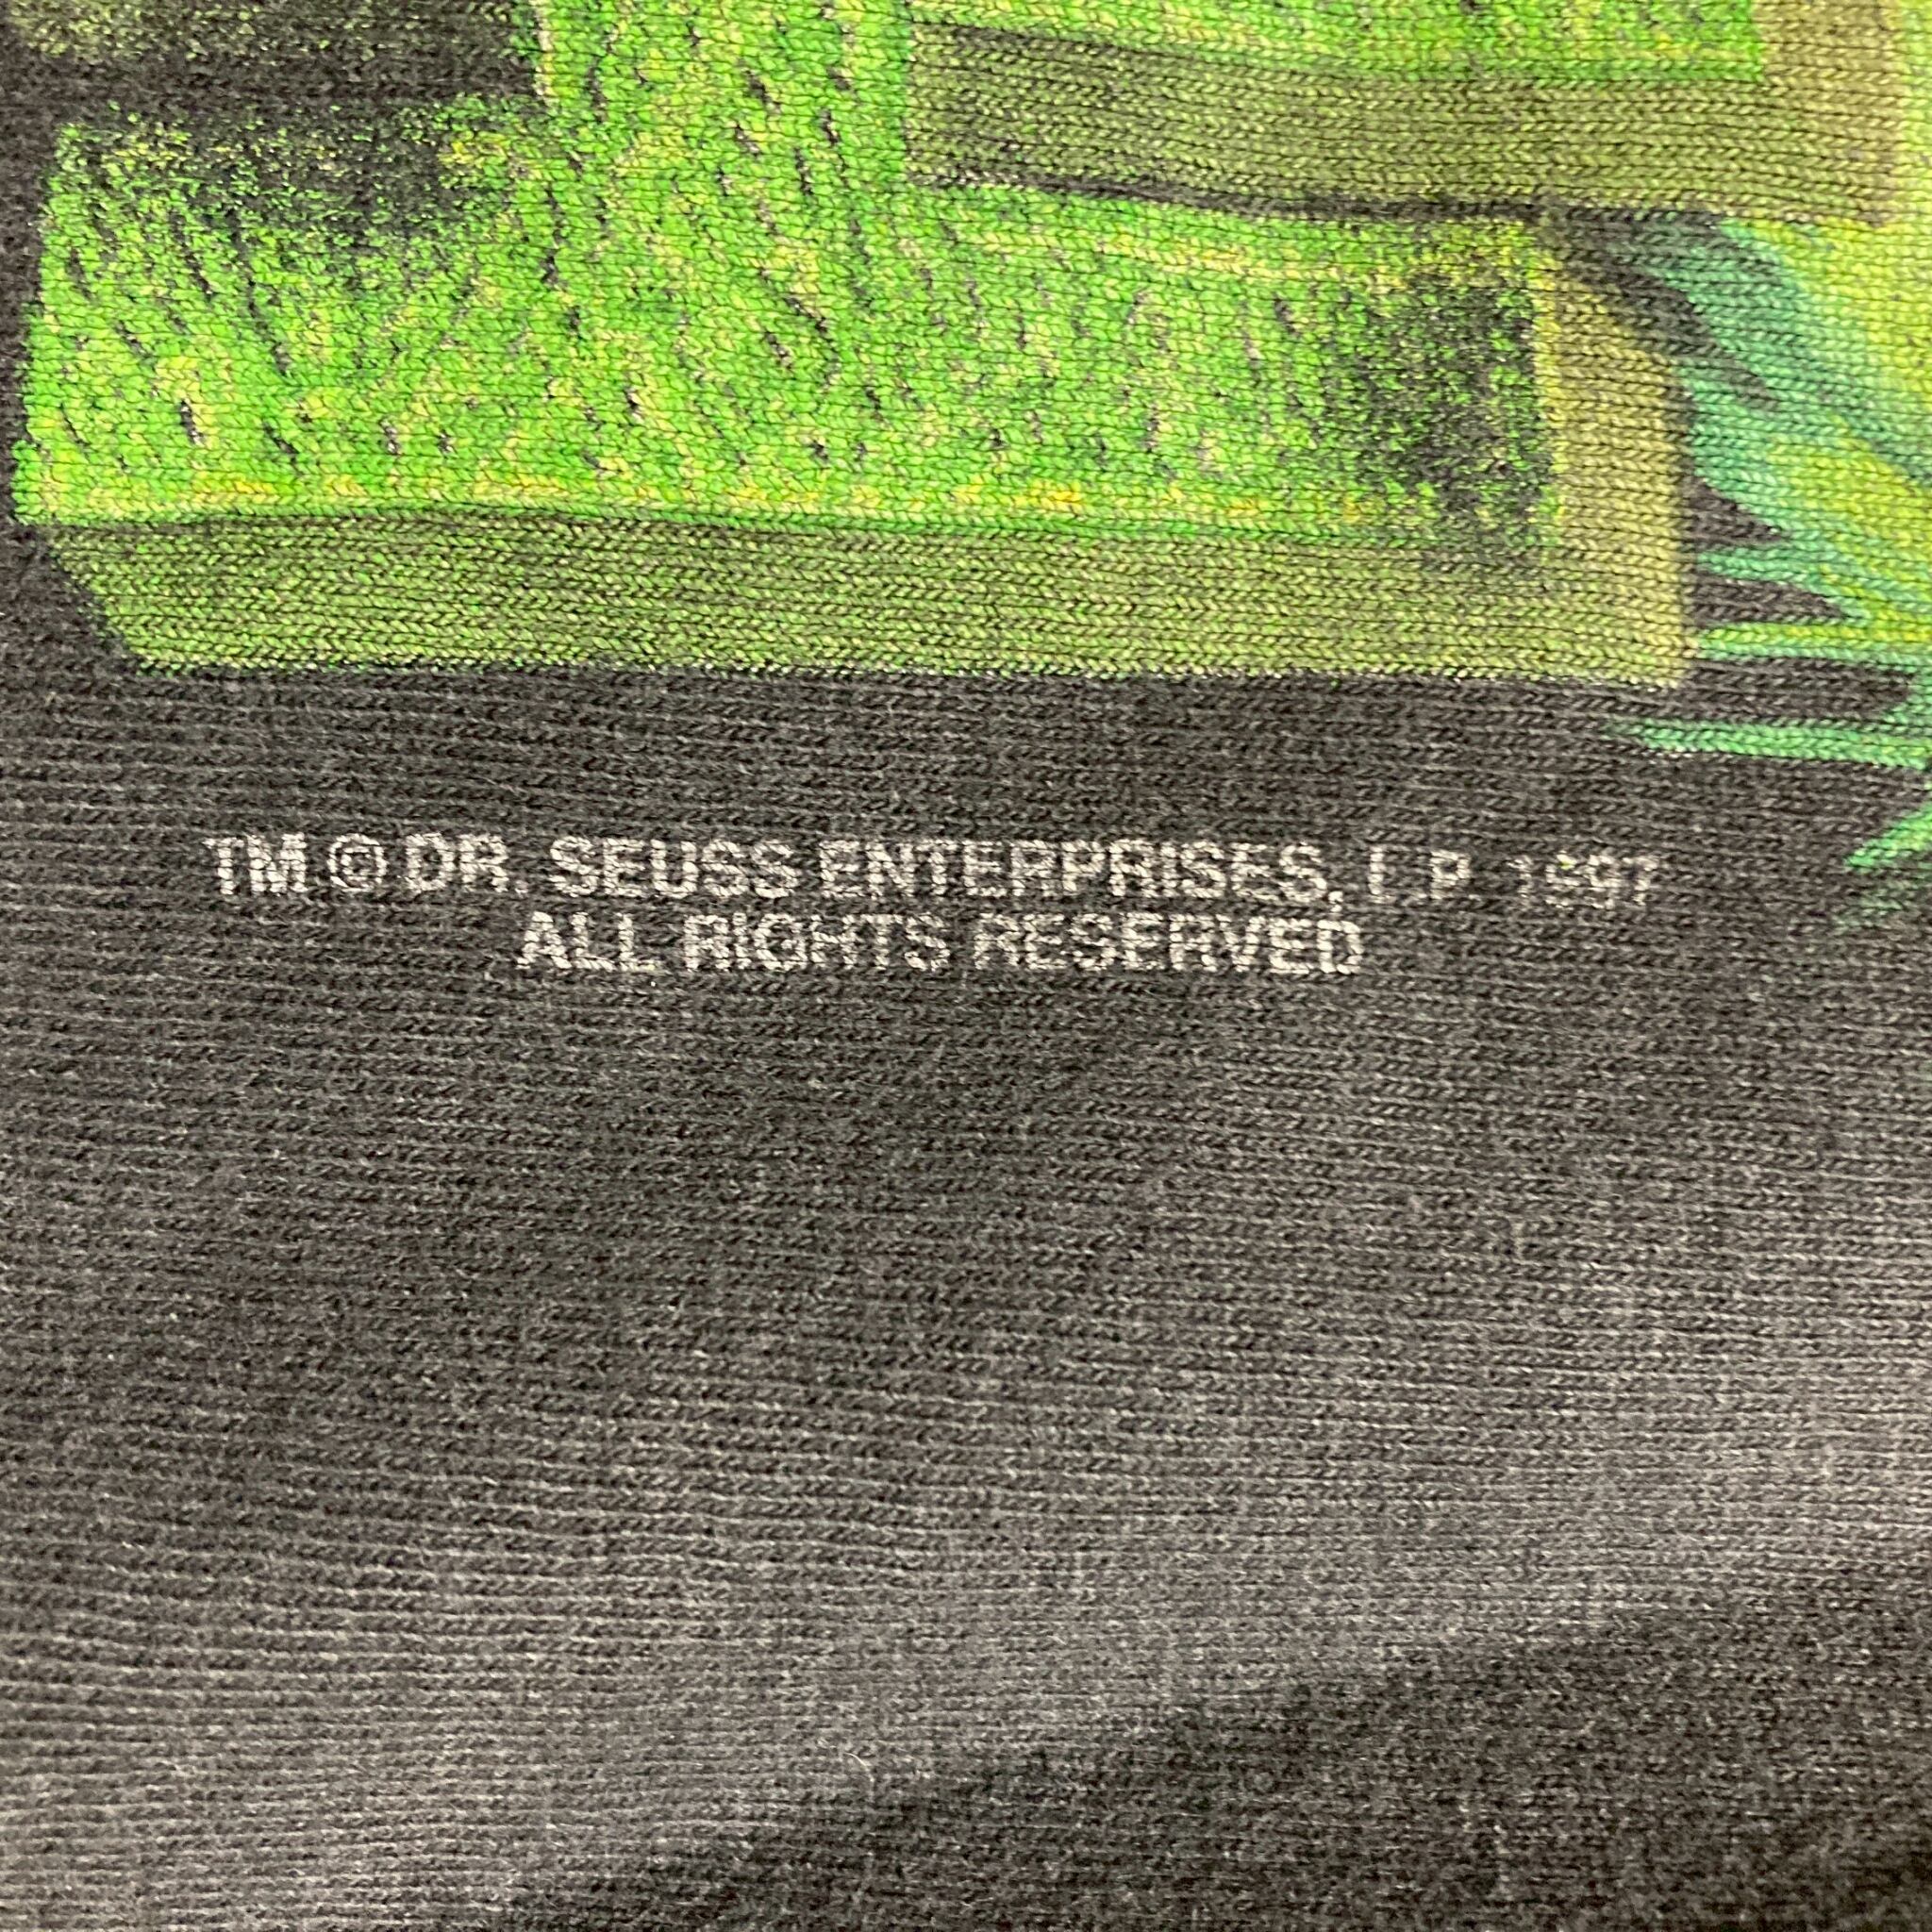 TM © DR. SEUSS ENTERPRISES, L.P. 1997
ALL RIGHTS RESERVED